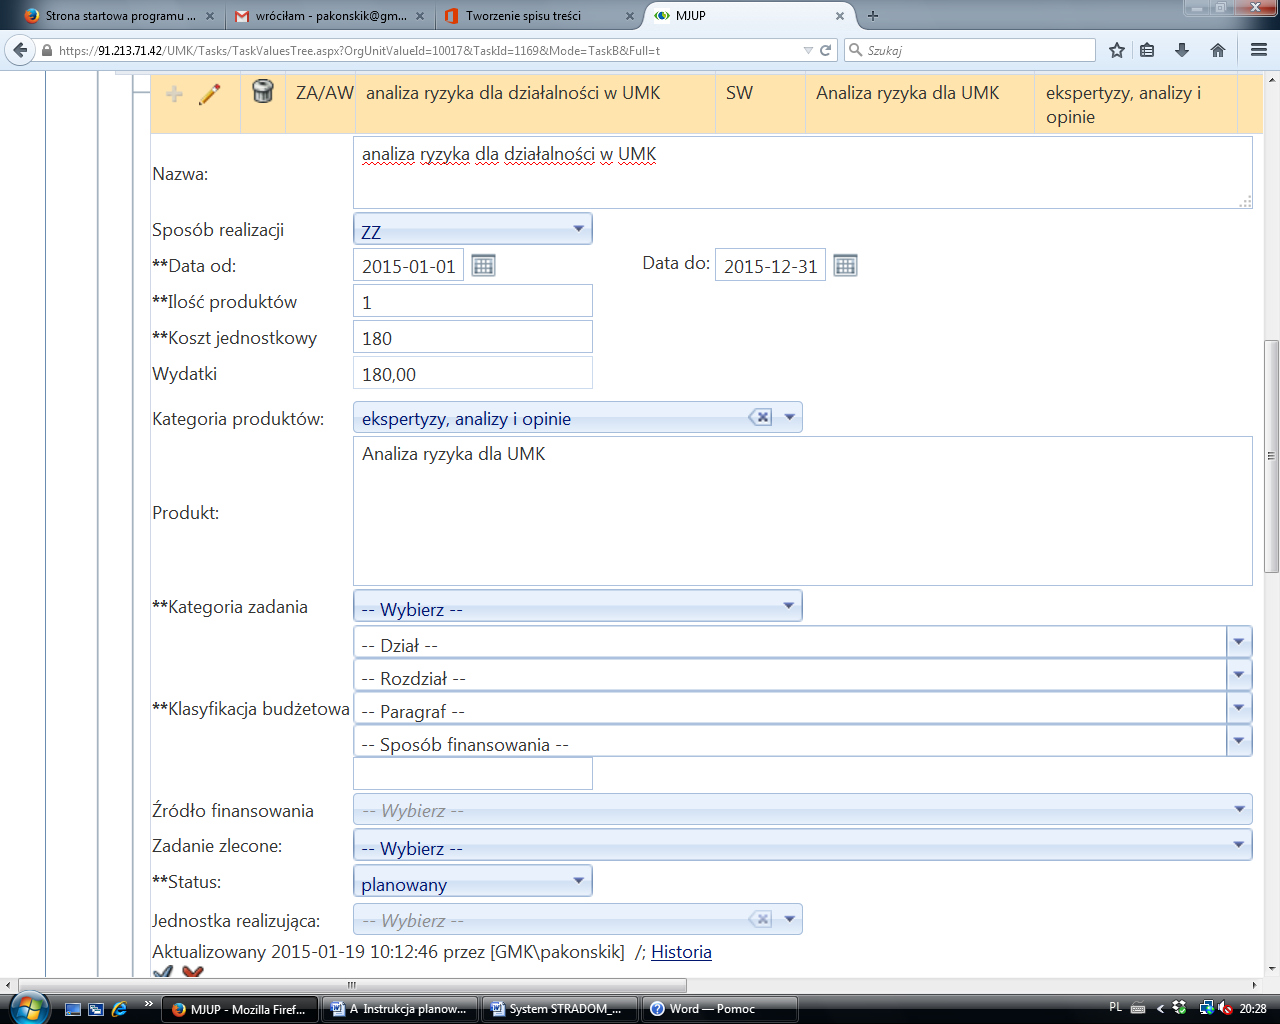 Strona startowa programu ...
wróciłam - pakonskik@gm...
Tworzenie spisu treści
MJUP
https://91.213.71.42/UMK/Tasks/TaskValuesTree.aspx?OrgUnitValueId=10017&TaskId=1169&Mode=TaskB&Full=t
Szukaj
ZA/AW analiza ryzyka dla działalności w UMK SW Analiza ryzyka dla UMK ekspertyzy, analizy i
opinie
Nazwa: analiza ryzyka dla działalności w UMK
Sposób realizacji ZZ
**Data od: 2015-01-01 Data do: 2015-12-31
**Ilość produktów 1
**Koszt jednostkowy 180
Wydatki 180,00
Kategoria produktów: ekspertyzy, analizy i opinie
Produkt: Analiza ryzyka dla UMK
**Kategoria zadania -- Wybierz --
**Klasyfikacja budżetowa -- Dział --
-- Rozdział --
-- Paragraf --
-- Sposób finansowania --
Źródło finansowania -- Wybierz --
Zadanie zlecone: -- Wybierz --
**Status: planowany
Jednostka realizująca: -- Wybierz --
Aktualizowany 2015-01-19 10:12:46 przez [GMK\pakonskik] /; Historia
MJUP - Mozilla Firef...
A Instrukcja planow...
System STRADOM_...
Word — Pomoc
PL
20:28